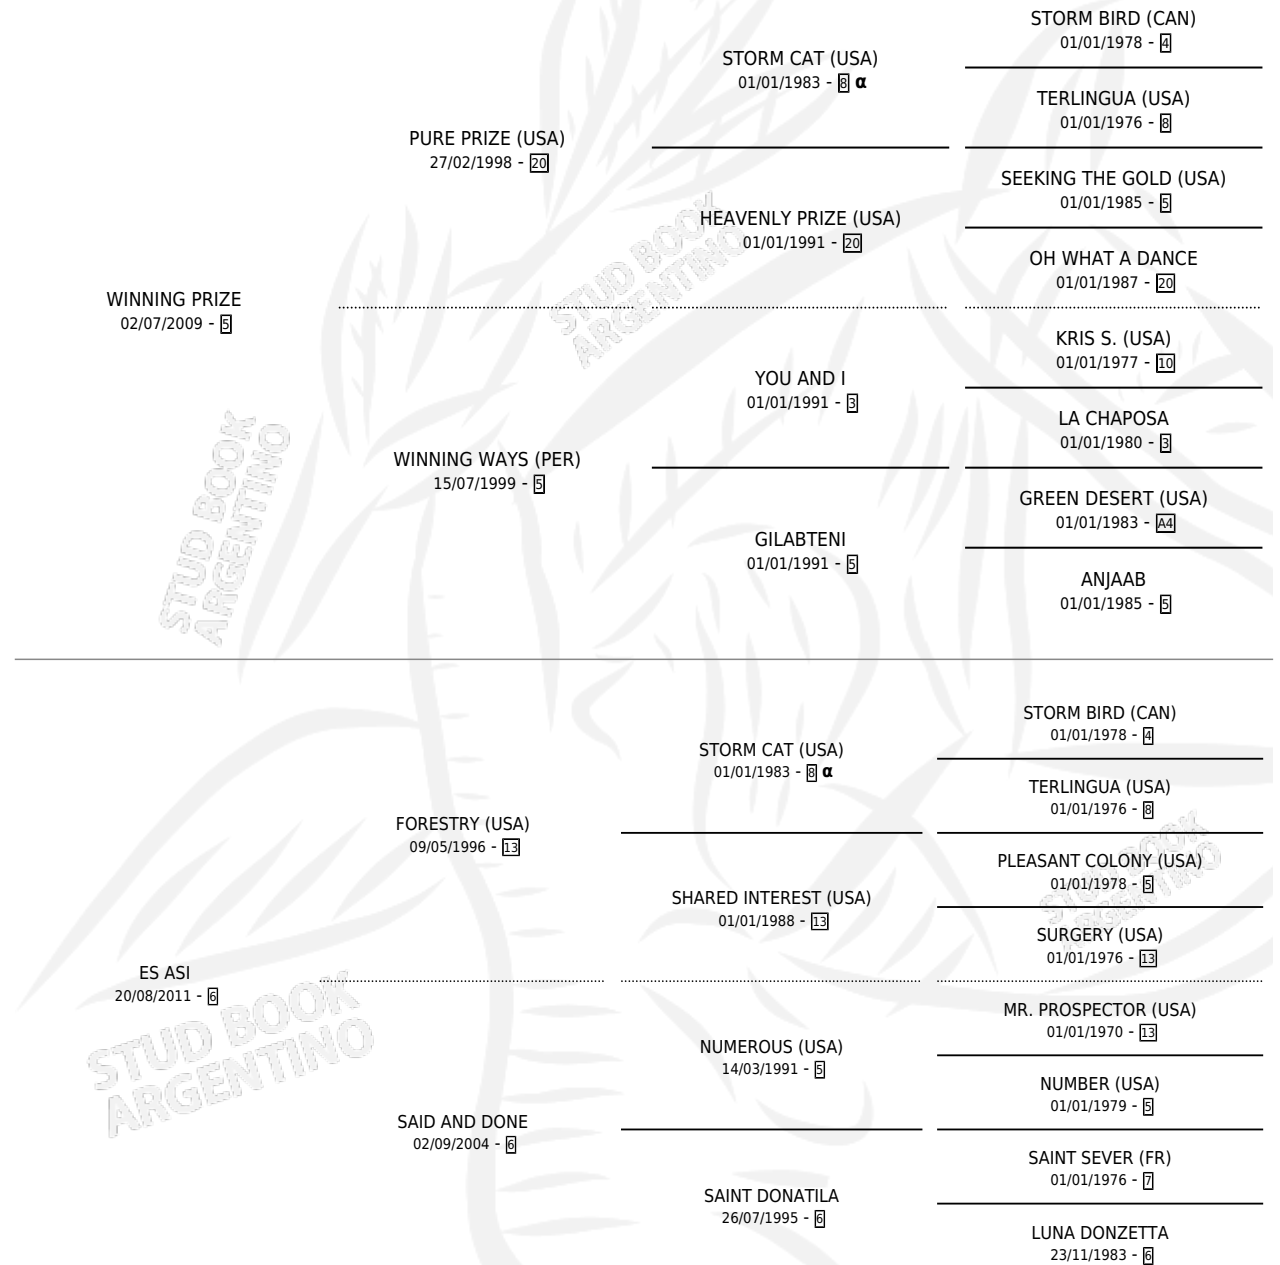 STORM BIRD (CAN)
01/01/1978 - 4
STORM CAT (USA)
01/01/1983 - 8 α
TERLINGUA (USA)
01/01/1976 - 8
PURE PRIZE (USA)
27/02/1998 - 20
SEEKING THE GOLD (USA)
01/01/1985 - 5
HEAVENLY PRIZE (USA)
01/01/1991 - 20
OH WHAT A DANCE
01/01/1987 - 20
WINNING PRIZE
02/07/2009 - 5
KRIS S. (USA)
01/01/1977 - 10
YOU AND I
01/01/1991 - 3
LA CHAPOSA
01/01/1980 - 3
WINNING WAYS (PER)
15/07/1999 - 5
GREEN DESERT (USA)
01/01/1983 - A4
GILABTENI
01/01/1991 - 5
ANJAAB
01/01/1985 - 5
STUD BOOK
ARGENTINO
STUD BOOK
ARGENTINO
STORM BIRD (CAN)
01/01/1978 - 4
STORM CAT (USA)
01/01/1983 - 8 α
TERLINGUA (USA)
01/01/1976 - 8
FORESTRY (USA)
09/05/1996 - 13
PLEASANT COLONY (USA)
01/01/1978 - 5
SHARED INTEREST (USA)
01/01/1988 - 13
SURGERY (USA)
01/01/1976 - 13
ES ASI
20/08/2011 - 6
MR. PROSPECTOR (USA)
01/01/1970 - 13
NUMEROUS (USA)
14/03/1991 - 5
NUMBER (USA)
01/01/1979 - 5
SAID AND DONE
02/09/2004 - 6
SAINT SEVER (FR)
01/01/1976 - 7
SAINT DONATILA
26/07/1995 - 6
LUNA DONZETTA
23/11/1983 - 6
STUD BOOK
ARGENTINO
STUD BOOK
ARGENTINO